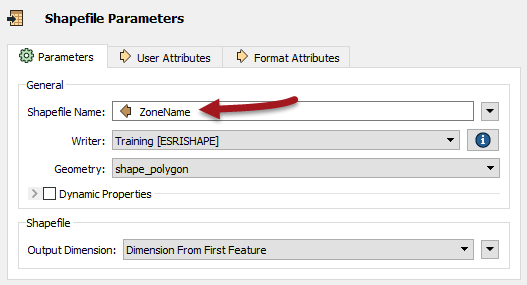 Shapefile Parameters
Parameters User Attributes Format Attributes
General
Shapefile Name: ZoneName
Writer: Training [ESRISHAPE]
Geometry: shape_polygon
Dynamic Properties
Shapefile
Output Dimension: Dimension From First Feature